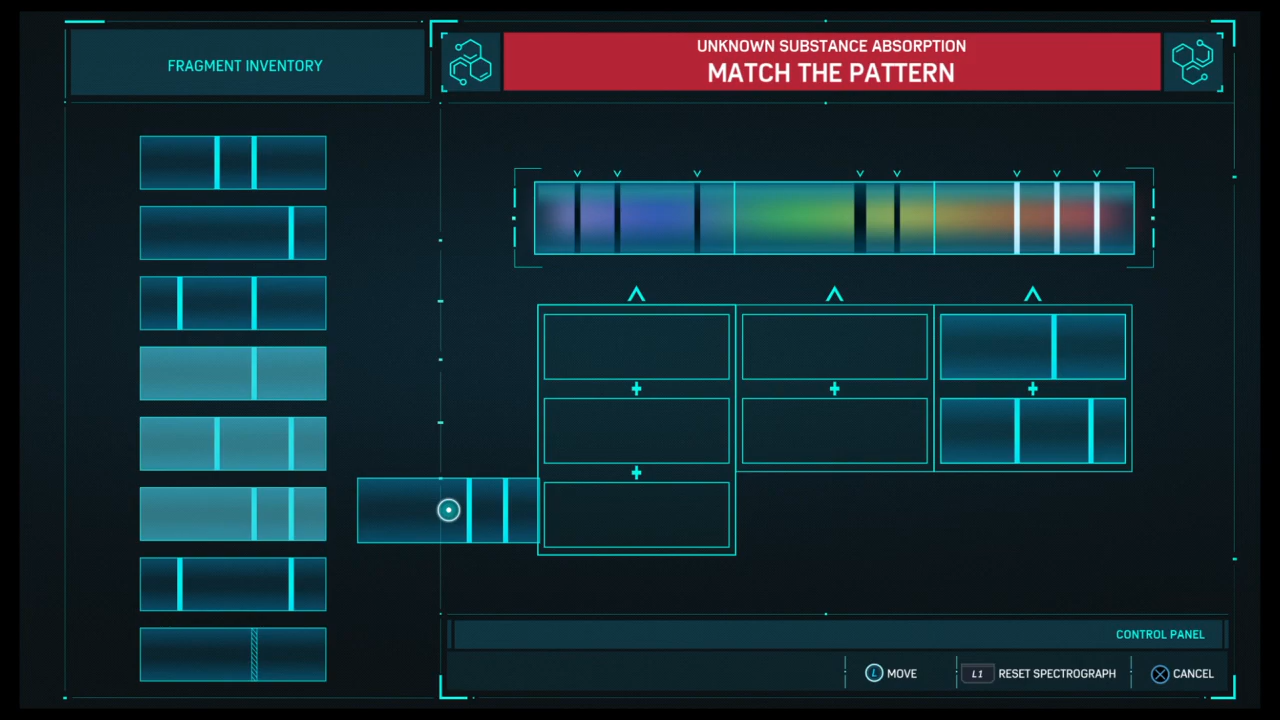 FRAGMENT INVENTORY
UNKNOWN SUBSTANCE ABSORPTION
MATCH THE PATTERN
CONTROL PANEL
L MOVE
L1 RESET SPECTROGRAPH
CANCEL